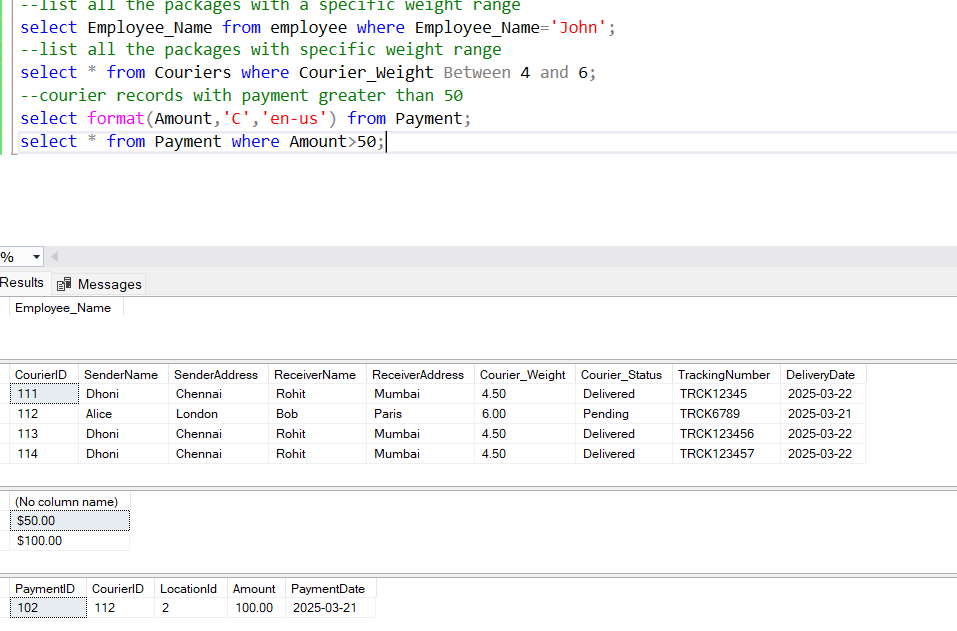 --list all the packages with a specific weight range
select Employee_Name from employee where Employee_Name='John';
--list all the packages with specific weight range
select * from Couriers where Courier_Weight Between 4 and 6;
--courier records with payment greater than 50
select format(Amount,'C','en-us') from Payment;
select * from Payment where Amount>50;
%
Results Messages
Employee_Name
CourierID SenderName SenderAddress ReceiverName ReceiverAddress Courier_Weight Courier_Status TrackingNumber DeliveryDate
111 Dhoni Chennai Rohit Mumbai 4.50 Delivered TRCK12345 2025-03-22
112 Alice London Bob Paris 6.00 Pending TRCK6789 2025-03-21
113 Dhoni Chennai Rohit Mumbai 4.50 Delivered TRCK123456 2025-03-22
114 Dhoni Chennai Rohit Mumbai 4.50 Delivered TRCK123457 2025-03-22
(No column name)
$50.00
$100.00
PaymentID CourierID LocationId Amount PaymentDate
102 112 2 100.00 2025-03-21